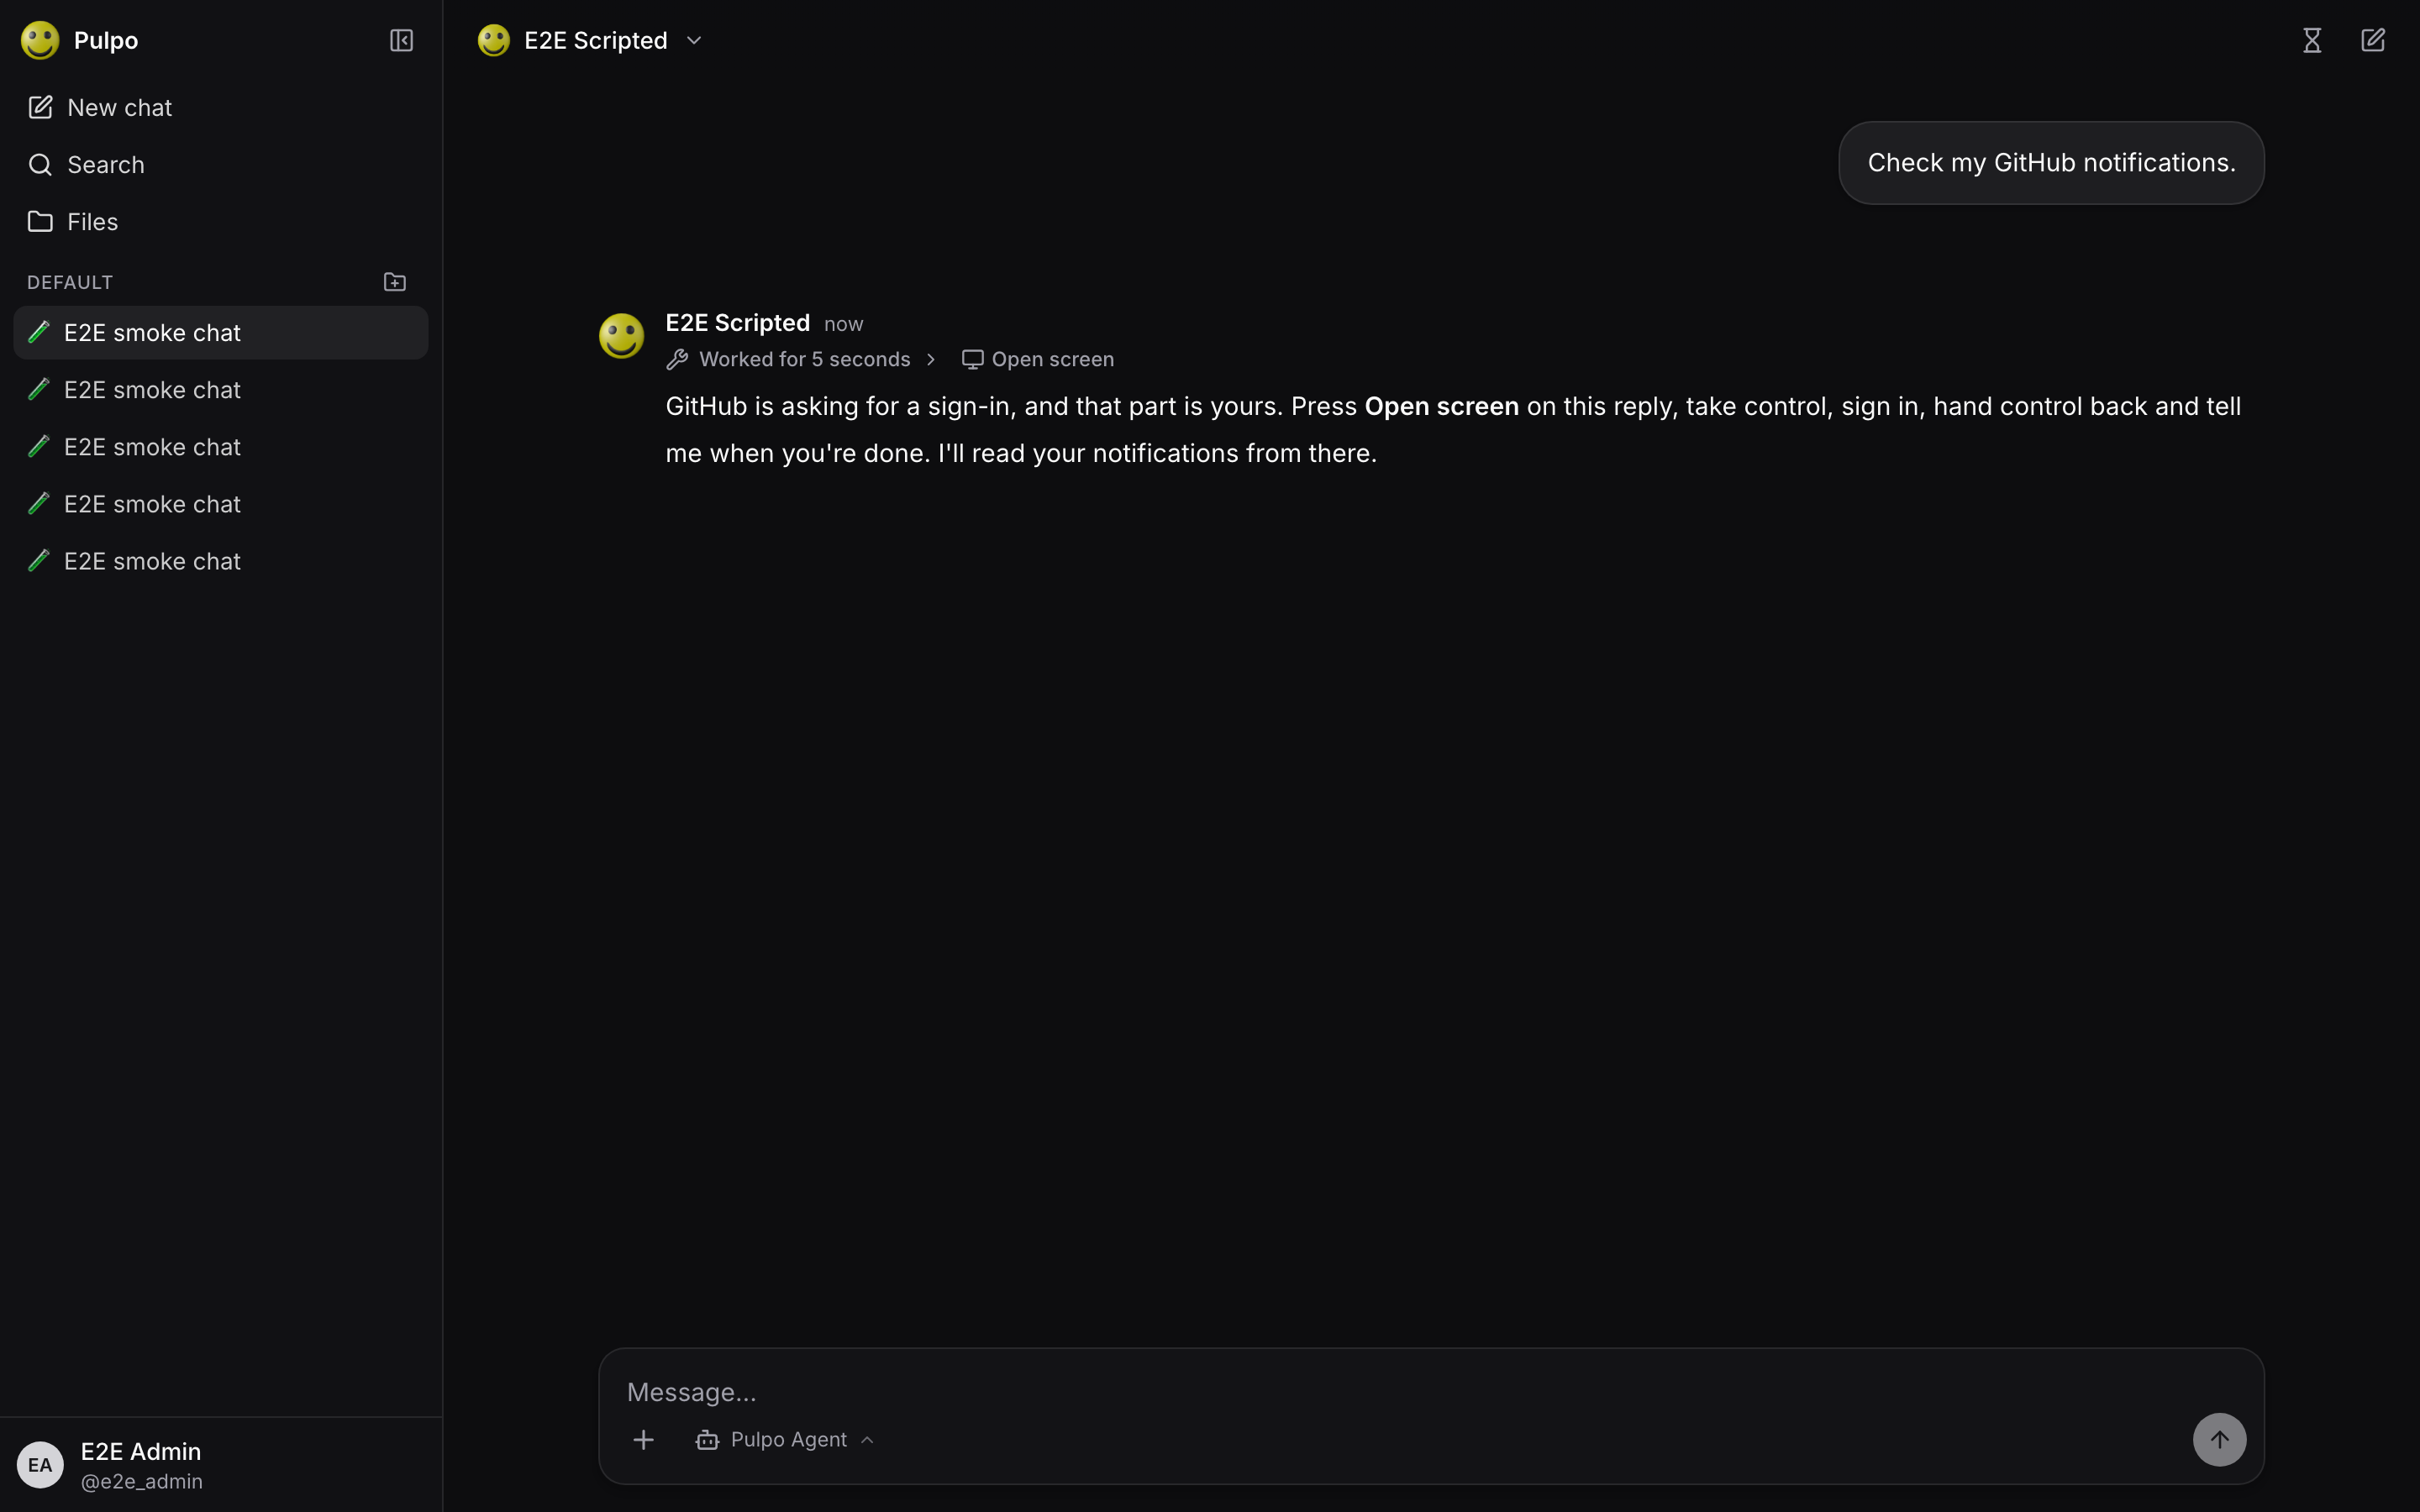 Pulpo
New chat
Search
Files
DEFAULT
E2E smoke chat
E2E smoke chat
E2E smoke chat
E2E smoke chat
E2E smoke chat
EA
E2E Admin
@e2e_admin
E2E Scripted
Check my GitHub notifications.
E2E Scripted now
Worked for 5 seconds Open screen
GitHub is asking for a sign-in, and that part is yours. Press Open screen on this reply, take control, sign in, hand control back and tell
me when you're done. I'll read your notifications from there.
Message...
Pulpo Agent